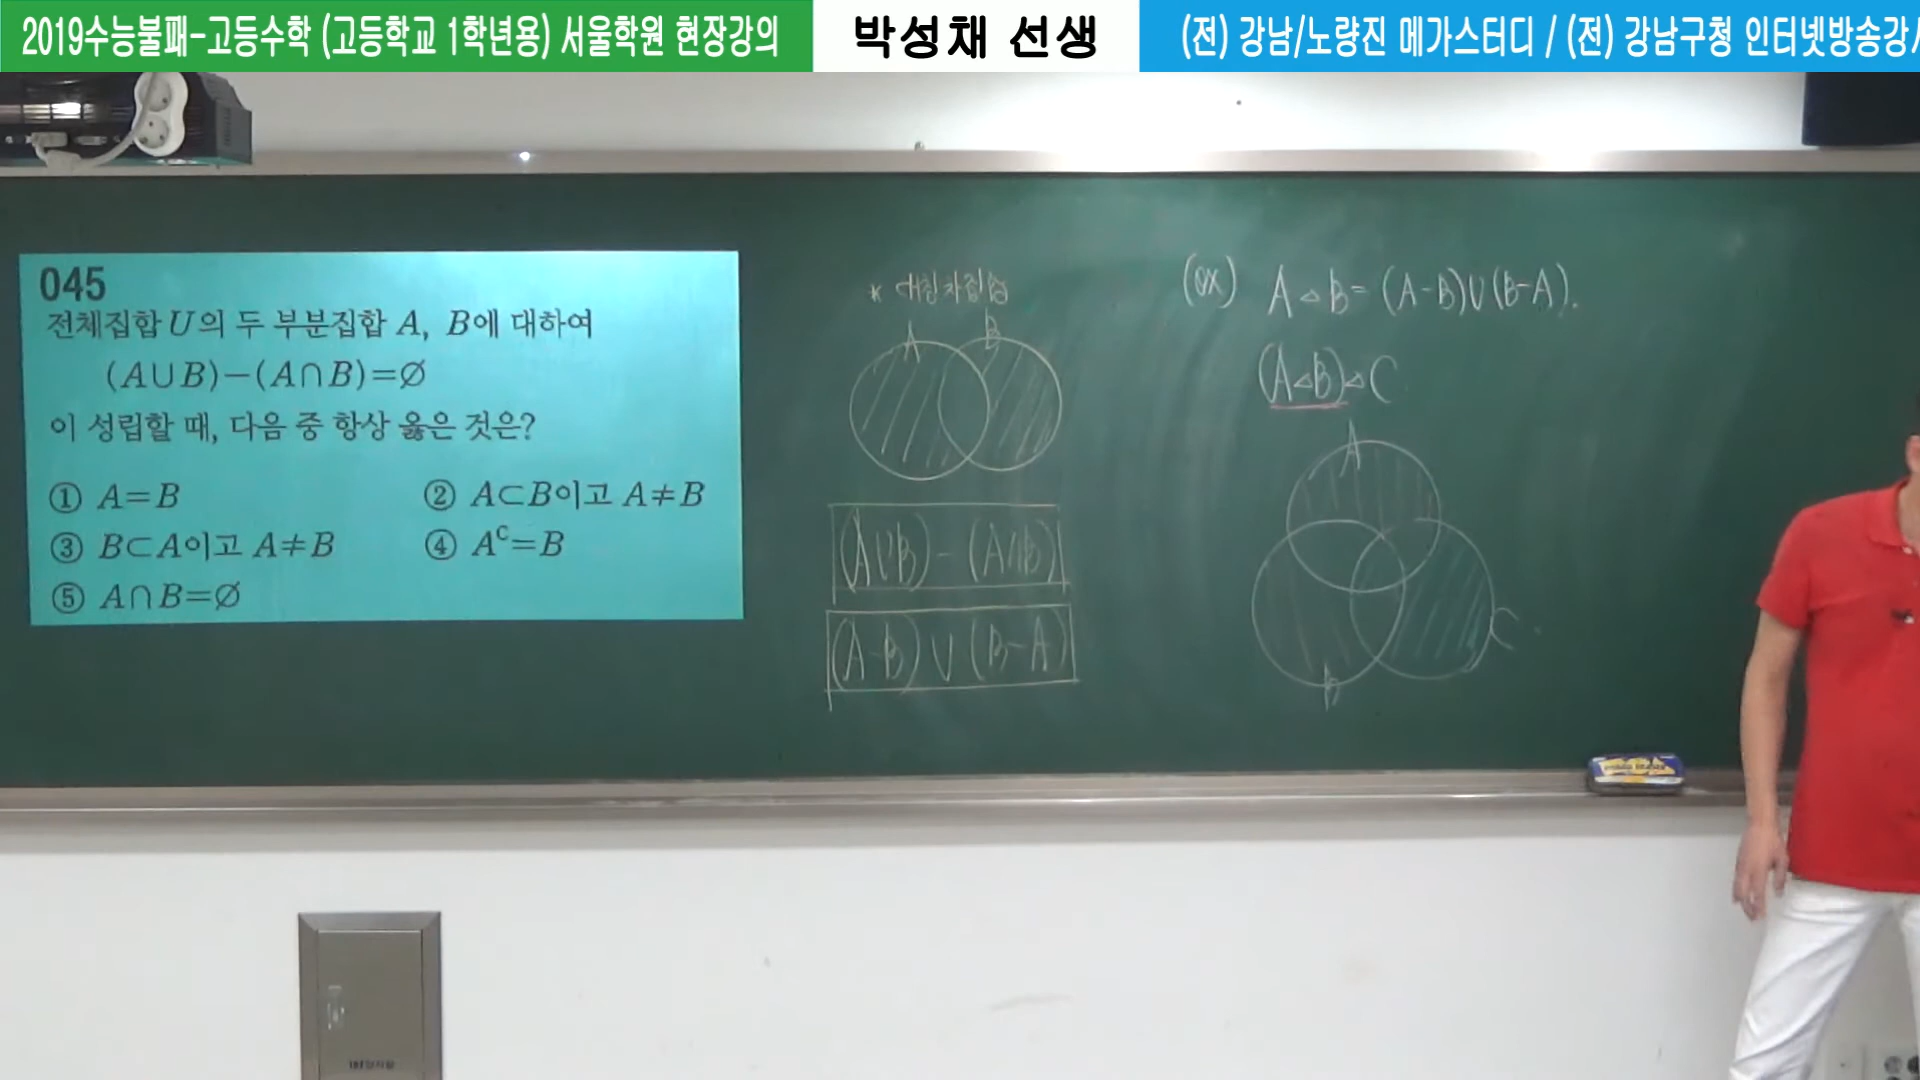 2019수능불패-고등수학 (고등학교 1학년용) 서울학원 현장강의
박성채 선생
(전) 강남/노량진 메가스터디 / (전) 강남구청 인터넷방송강사
045
전체집합 U의 두 부분집합 A, B에 대하여
(A∪B)−(A∩B)=∅
이 성립할 때, 다음 중 항상 옳은 것은?
① A=B
② A⊂B이고 A≠B
③ B⊂A이고 A≠B
④ Aᶜ=B
⑤ A∩B=∅
* 대칭차집합
A B
(A∪B) - (A∩B)
(A-B) ∪ (B-A)
(ex) A▵B = (A-B)∪(B-A).
(A▵B)▵C
A
C
B